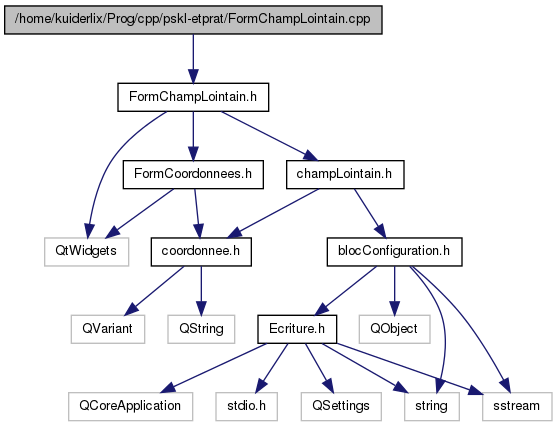 /home/kuiderlix/Prog/cpp/pskl-etprat/FormChampLointain.cpp
FormChampLointain.h
FormCoordonnees.h
champLointain.h
QtWidgets
coordonnee.h
blocConfiguration.h
QVariant
QString
Ecriture.h
QObject
QCoreApplication
stdio.h
QSettings
string
sstream